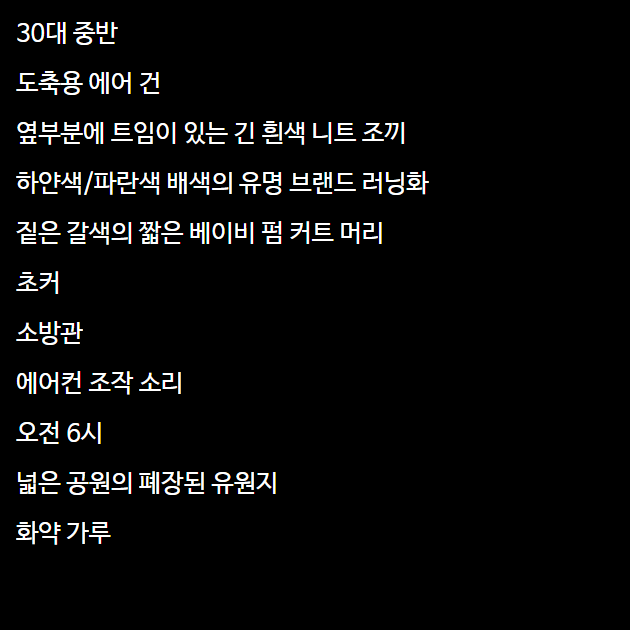 30대 중반
도축용 에어 건
옆부분에 트임이 있는 긴 흰색 니트 조끼
하얀색/파란색 배색의 유명 브랜드 러닝화
짙은 갈색의 짧은 베이비 펌 커트 머리
초커
소방관
에어컨 조작 소리
오전 6시
넓은 공원의 폐장된 유원지
화약 가루